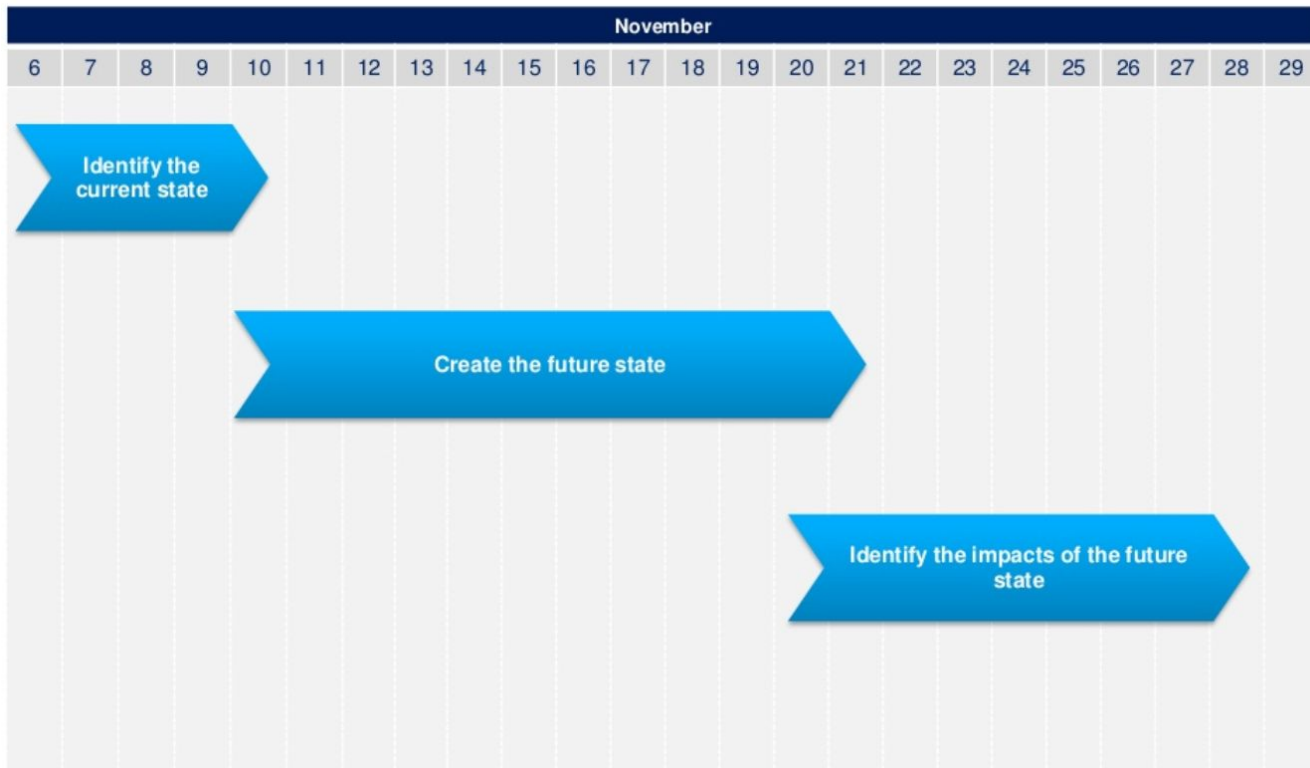 November
6 7 8 9 10 11 12 13 14 15 16 17 18 19 20 21 22 23 24 25 26 27 28 29
Identify the
current state
Create the future state
Identify the impacts of the future
state